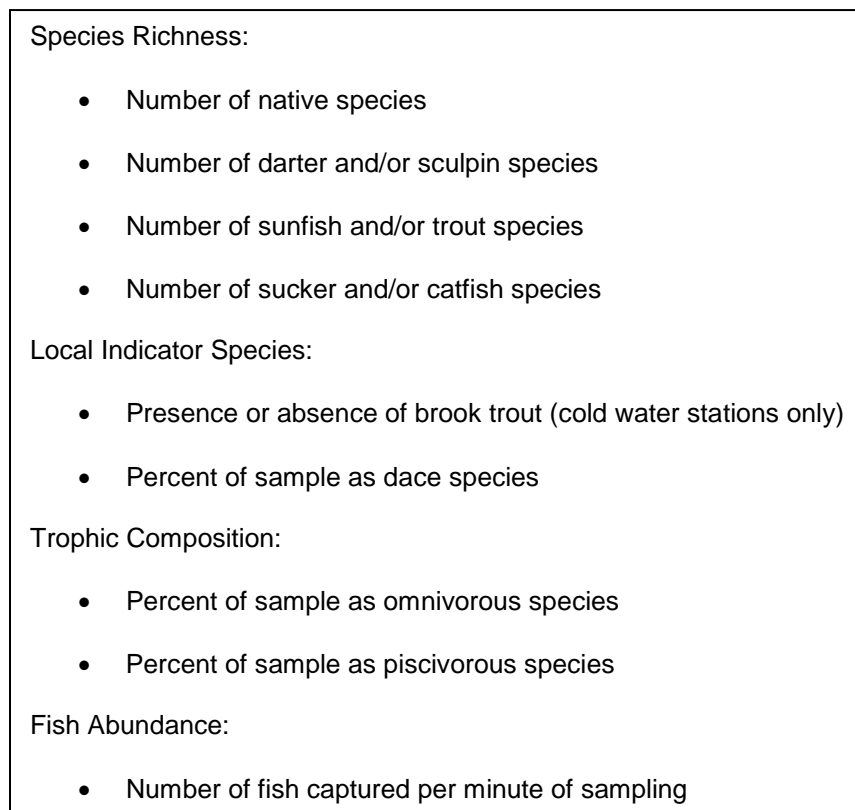 Species Richness:
• Number of native species
• Number of darter and/or sculpin species
• Number of sunfish and/or trout species
• Number of sucker and/or catfish species
Local Indicator Species:
• Presence or absence of brook trout (cold water stations only)
• Percent of sample as dace species
Trophic Composition:
• Percent of sample as omnivorous species
• Percent of sample as piscivorous species
Fish Abundance:
• Number of fish captured per minute of sampling